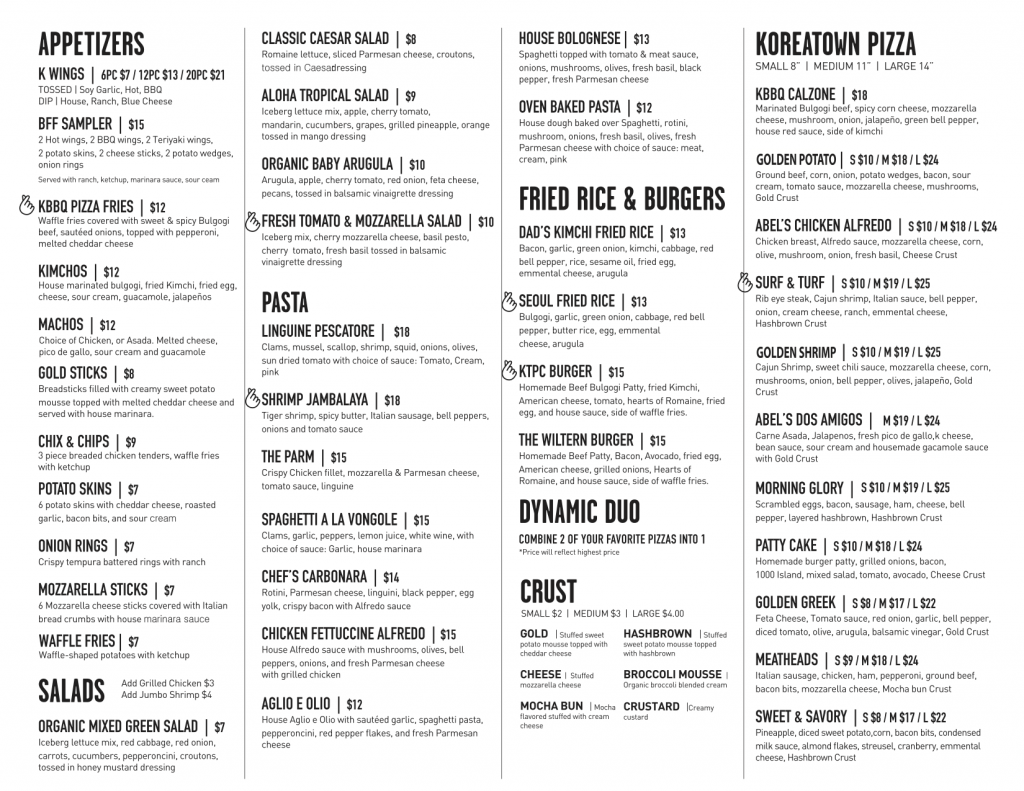 APPETIZERS
K WINGS | 6PC $7 / 12PC $13 / 20PC $21
TOSSED | Soy Garlic, Hot, BBQ
DIP | House, Ranch, Blue Cheese
BFF SAMPLER | $15
2 Hot wings, 2 BBQ wings, 2 Teriyaki wings,
2 potato skins, 2 cheese sticks, 2 potato wedges,
onion rings
Served with ranch, ketchup, marinara sauce, sour ceam
KBBQ PIZZA FRIES | $12
Waffle fries covered with sweet & spicy Bulgogi
beef, sautéed onions, topped with pepperoni,
melted cheddar cheese
KIMCHOS | $12
House marinated bulgogi, fried Kimchi, fried egg,
cheese, sour cream, guacamole, jalapeños
MACHOS | $12
Choice of Chicken, or Asada. Melted cheese,
pico de gallo, sour cream and guacamole
GOLD STICKS | $8
Breadsticks filled with creamy sweet potato
mousse topped with melted cheddar cheese and
served with house marinara.
CHIX & CHIPS | $9
3 piece breaded chicken tenders, waffle fries
with ketchup
POTATO SKINS | $7
6 potato skins with cheddar cheese, roasted
garlic, bacon bits, and sour cream
ONION RINGS | $7
Crispy tempura battered rings with ranch
MOZZARELLA STICKS | $7
6 Mozzarella cheese sticks covered with Italian
bread crumbs with house marinara sauce
WAFFLE FRIES | $7
Waffle-shaped potatoes with ketchup
SALADS
Add Grilled Chicken $3
Add Jumbo Shrimp $4
ORGANIC MIXED GREEN SALAD | $7
Iceberg lettuce mix, red cabbage, red onion,
carrots, cucumbers, pepperoncini, croutons,
tossed in honey mustard dressing
CLASSIC CAESAR SALAD | $8
Romaine lettuce, sliced Parmesan cheese, croutons,
tossed in Caesadressing
ALOHA TROPICAL SALAD | $9
Iceberg lettuce mix, apple, cherry tomato,
mandarin, cucumbers, grapes, grilled pineapple, orange
tossed in mango dressing
ORGANIC BABY ARUGULA | $10
Arugula, apple, cherry tomato, red onion, feta cheese,
pecans, tossed in balsamic vinaigrette dressing
FRESH TOMATO & MOZZARELLA SALAD | $10
Iceberg mix, cherry mozzarella cheese, basil pesto,
cherry tomato, fresh basil tossed in balsamic
vinaigrette dressing
PASTA
LINGUINE PESCATORE | $18
Clams, mussel, scallop, shrimp, squid, onions, olives,
sun dried tomato with choice of sauce: Tomato, Cream,
pink
SHRIMP JAMBALAYA | $18
Tiger shrimp, spicy butter, Italian sausage, bell peppers,
onions and tomato sauce
THE PARM | $15
Crispy Chicken fillet, mozzarella & Parmesan cheese,
tomato sauce, linguine
SPAGHETTI A LA VONGOLE | $15
Clams, garlic, peppers, lemon juice, white wine, with
choice of sauce: Garlic, house marinara
CHEF'S CARBONARA | $14
Rotini, Parmesan cheese, linguini, black pepper, egg
yolk, crispy bacon with Alfredo sauce
CHICKEN FETTUCCINE ALFREDO | $15
House Alfredo sauce with mushrooms, olives, bell
peppers, onions, and fresh Parmesan cheese
with grilled chicken
AGLIO E OLIO | $12
House Aglio e Olio with sautéed garlic, spaghetti pasta,
pepperoncini, red pepper flakes, and fresh Parmesan
cheese
HOUSE BOLOGNESE | $13
Spaghetti topped with tomato & meat sauce,
onions, mushrooms, olives, fresh basil, black
pepper, fresh Parmesan cheese
OVEN BAKED PASTA | $12
House dough baked over Spaghetti, rotini,
mushroom, onions, fresh basil, olives, fresh
Parmesan cheese with choice of sauce: meat,
cream, pink
FRIED RICE & BURGERS
DAD'S KIMCHI FRIED RICE | $13
Bacon, garlic, green onion, kimchi, cabbage, red
bell pepper, rice, sesame oil, fried egg,
emmental cheese, arugula
SEOUL FRIED RICE | $13
Bulgogi, garlic, green onion, cabbage, red bell
pepper, butter rice, egg, emmental
cheese, arugula
KTPC BURGER | $15
Homemade Beef Bulgogi Patty, fried Kimchi,
American cheese, tomato, hearts of Romaine, fried
egg, and house sauce, side of waffle fries.
THE WILTERN BURGER | $15
Homemade Beef Patty, Bacon, Avocado, fried egg,
American cheese, grilled onions, Hearts of
Romaine, and house sauce, side of waffle fries.
DYNAMIC DUO
COMBINE 2 OF YOUR FAVORITE PIZZAS INTO 1
*Price will reflect highest price
CRUST
SMALL $2 | MEDIUM $3 | LARGE $4.00
GOLD | Stuffed sweet
potato mousse topped with
cheddar cheese
HASHBROWN | Stuffed
sweet potato mousse topped
with hashbrown
CHEESE | Stuffed
mozzarella cheese
BROCCOLI MOUSSE |
Organic broccoli blended cream
MOCHA BUN | Mocha
flavored stuffed with cream
cheese
CRUSTARD |Creamy
custard
KOREATOWN PIZZA
SMALL 8" | MEDIUM 11" | LARGE 14"
KBBQ CALZONE | $18
Marinated Bulgogi beef, spicy corn cheese, mozzarella
cheese, mushroom, onion, jalapeño, green bell pepper,
house red sauce, side of kimchi
GOLDEN POTATO | S $10 / M $18 / L $24
Ground beef, corn, onion, potato wedges, bacon, sour
cream, tomato sauce, mozzarella cheese, mushrooms,
Gold Crust
ABEL'S CHICKEN ALFREDO | S $10 / M $18 / L $24
Chicken breast, Alfredo sauce, mozzarella cheese, corn,
olive, mushroom, onion, fresh basil, Cheese Crust
SURF & TURF | S $10 / M $19 / L $25
Rib eye steak, Cajun shrimp, Italian sauce, bell pepper,
onion, cream cheese, ranch, emmental cheese,
Hashbrown Crust
GOLDEN SHRIMP | S $10 / M $19 / L $25
Cajun Shrimp, sweet chili sauce, mozzarella cheese, corn,
mushrooms, onion, bell pepper, olives, jalapeño, Gold
Crust
ABEL'S DOS AMIGOS | M $19 / L $24
Carne Asada, Jalapenos, fresh pico de gallo,k cheese,
bean sauce, sour cream and housemade gacamole sauce
with Gold Crust
MORNING GLORY | S $10 / M $19 / L $25
Scrambled eggs, bacon, sausage, ham, cheese, bell
pepper, layered hashbrown, Hashbrown Crust
PATTY CAKE | S $10 / M $18 / L $24
Homemade burger patty, grilled onions, bacon,
1000 Island, mixed salad, tomato, avocado, Cheese Crust
GOLDEN GREEK | S $8 / M $17 / L $22
Feta Cheese, Tomato sauce, red onion, garlic, bell pepper,
diced tomato, olive, arugula, balsamic vinegar, Gold Crust
MEATHEADS | S $9 / M $18 / L $24
Italian sausage, chicken, ham, pepperoni, ground beef,
bacon bits, mozzarella cheese, Mocha bun Crust
SWEET & SAVORY | S $8 / M $17 / L $22
Pineapple, diced sweet potato,corn, bacon bits, condensed
milk sauce, almond flakes, streusel, cranberry, emmental
cheese, Hashbrown Crust